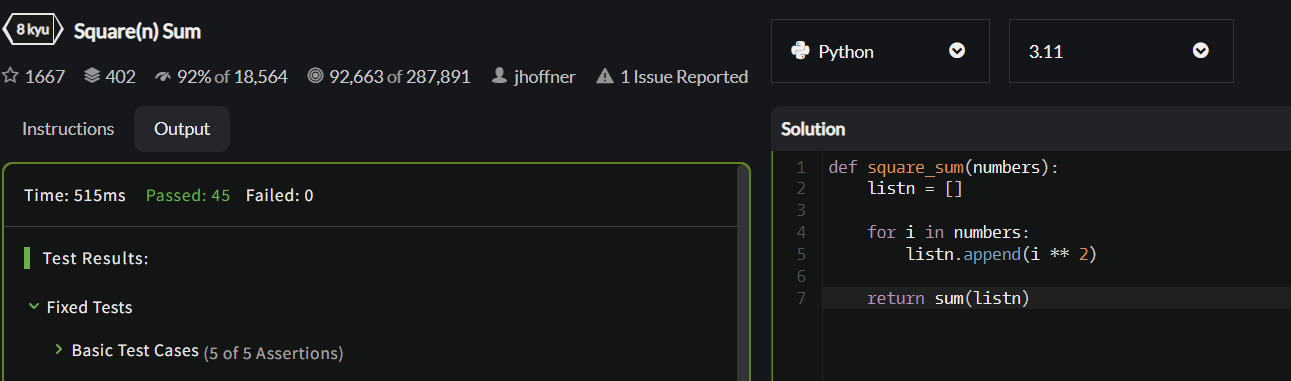 8 kyu Square(n) Sum
1667 402 92% of 18,564 92,663 of 287,891 jhoffner 1 Issue Reported
Python 3.11
Instructions Output
Time: 515ms Passed: 45 Failed: 0
Test Results:
Fixed Tests
Basic Test Cases (5 of 5 Assertions)
Solution
1 def square_sum(numbers):
2     listn = []
3
4     for i in numbers:
5         listn.append(i ** 2)
6
7     return sum(listn)